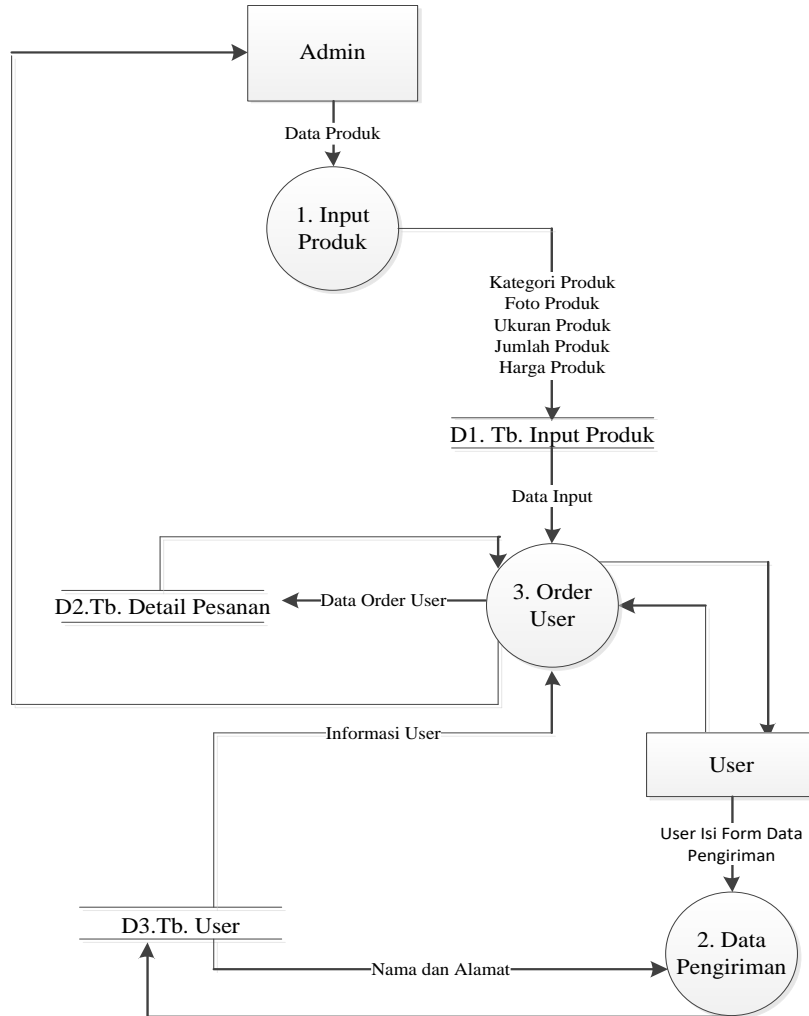 Admin
Data Produk
1. Input
Produk
Kategori Produk
Foto Produk
Ukuran Produk
Jumlah Produk
Harga Produk
D1. Tb. Input Produk
Data Input
3. Order
User
Data Order User
D2.Tb. Detail Pesanan
Informasi User
User
User Isi Form Data
Pengiriman
D3.Tb. User
2. Data
Pengiriman
Nama dan Alamat